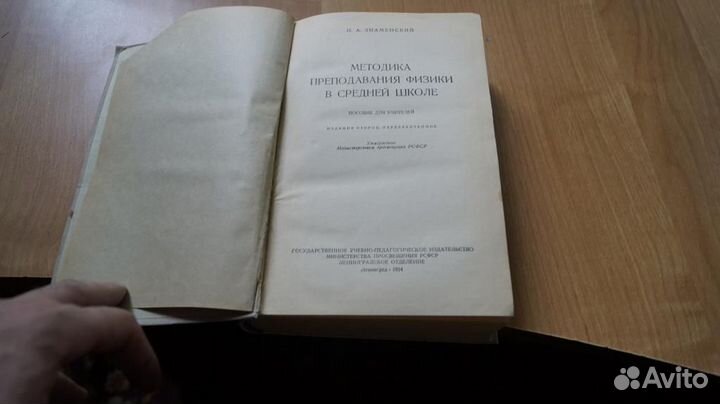 П. А. ЗНАМЕНСКИЙ
МЕТОДИКА
ПРЕПОДАВАНИЯ ФИЗИКИ
В СРЕДНЕЙ ШКОЛЕ
ПОСОБИЕ ДЛЯ УЧИТЕЛЕЙ
ИЗДАНИЕ ВТОРОЕ, ПЕРЕРАБОТАННОЕ
Утверждено
Министерством просвещения РСФСР
ГОСУДАРСТВЕННОЕ УЧЕБНО-ПЕДАГОГИЧЕСКОЕ ИЗДАТЕЛЬСТВО
МИНИСТЕРСТВА ПРОСВЕЩЕНИЯ РСФСР
ЛЕНИНГРАДСКОЕ ОТДЕЛЕНИЕ
Ленинград • 1954
Avito